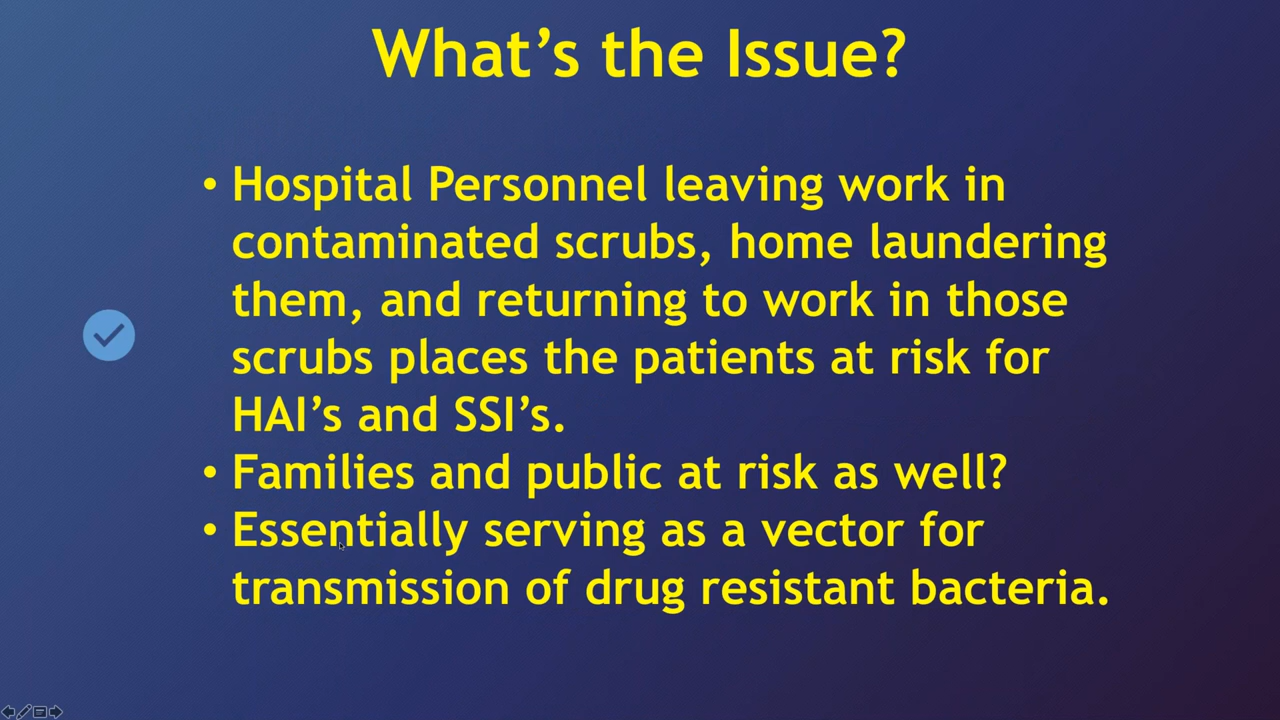 What’s the Issue?
• Hospital Personnel leaving work in
contaminated scrubs, home laundering
them, and returning to work in those
scrubs places the patients at risk for
HAI’s and SSI’s.
• Families and public at risk as well?
• Essentially serving as a vector for
transmission of drug resistant bacteria.